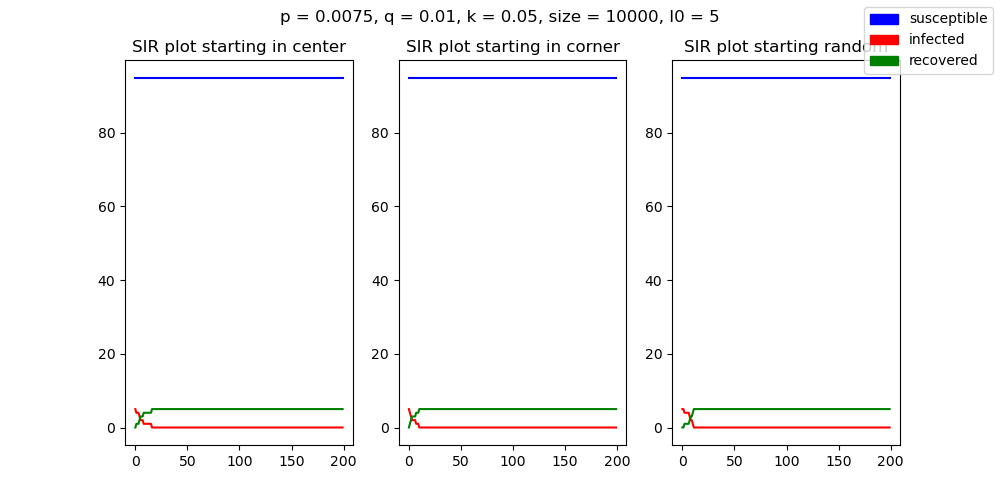 p = 0.0075, q = 0.01, k = 0.05, size = 10000, I0 = 5
susceptible
infected
recovered
SIR plot starting in center
80
60
40
20
0
0 50 100 150 200
SIR plot starting in corner
80
60
40
20
0
0 50 100 150 200
SIR plot starting random
80
60
40
20
0
0 50 100 150 200